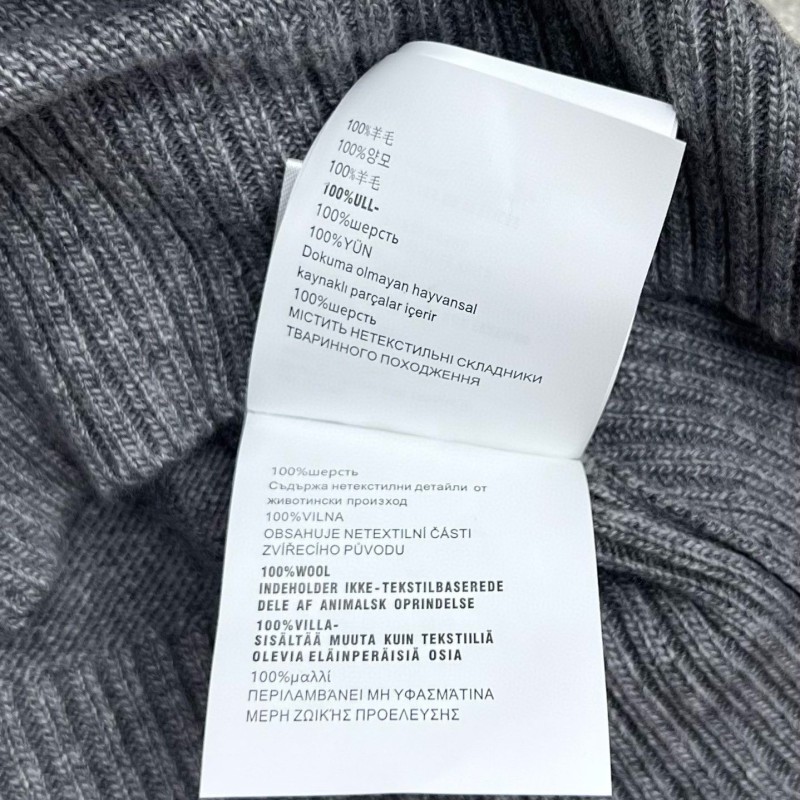 100%羊毛
100%양모
100%羊毛
100%ULL-
100%шерсть
100%YÜN
Dokuma olmayan hayvansal
kaynaklı parçalar içerir
100%шерсть
МІСТИТЬ НЕТЕКСТИЛЬНІ СКЛАДНИКИ
ТВАРИННОГО ПОХОДЖЕННЯ
100%шерсть
Съдържа нетекстилни детайли от
животински произход
100%VILNA
OBSAHUJE NETEXTILNÍ ČÁSTI
ZVÍŘECÍHO PŮVODU
100%WOOL
INDEHOLDER IKKE-TEKSTILBASEREDE
DELE AF ANIMALSK OPRINDELSE
100%VILLA-
SISÄLTÄÄ MUUTA KUIN TEKSTIILIÄ
OLEVIA ELÄINPERÄISIÄ OSIA
100%μαλλί
ΠΕΡΙΛΑΜΒΆΝΕΙ ΜΗ ΥΦΑΣΜΆΤΙΝΑ
ΜΕΡΗ ΖΩΙΚΉΣ ΠΡΟΕΛΕΥΣΗΣ